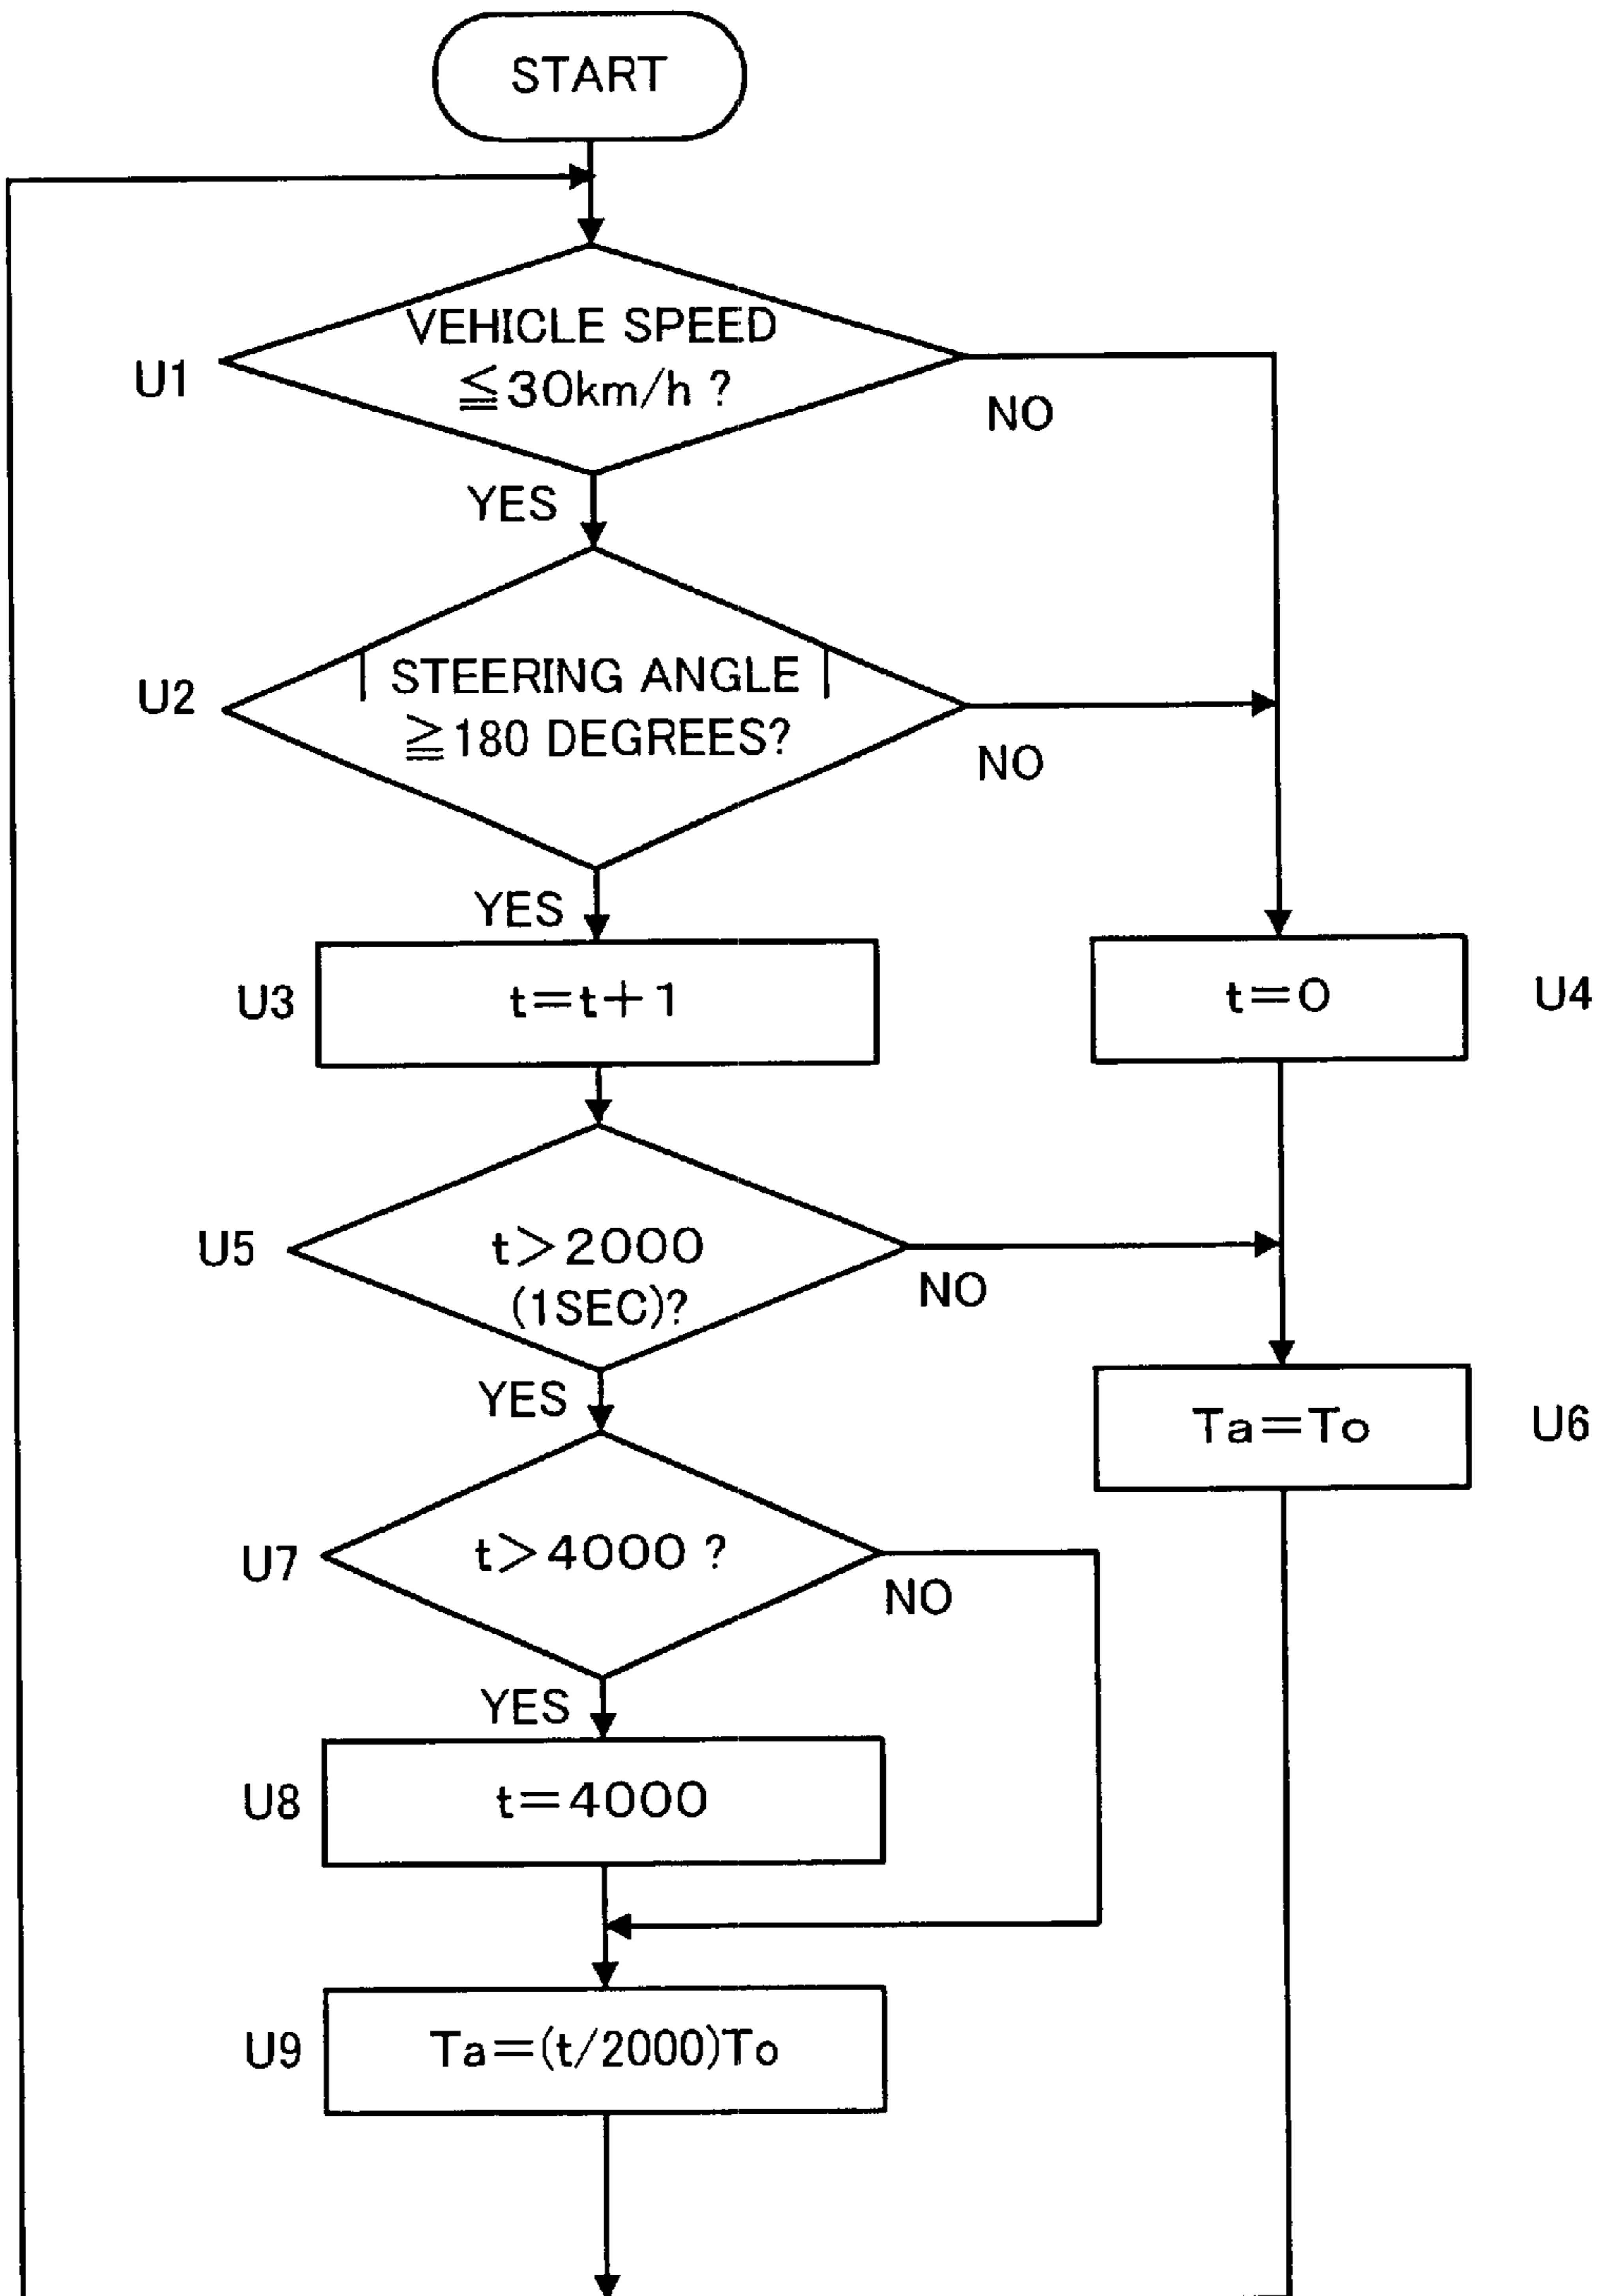 START
VEHICLE SPEED
≦30km/h ?
U1
NO
YES
| STEERING ANGLE |
≧180 DEGREES?
U2
NO
YES
U3
t=t+1
t=0
U4
U5
t>2000
(1SEC)?
NO
YES
Ta=To
U6
U7
t>4000 ?
NO
YES
U8
t=4000
U9
Ta=(t/2000)To